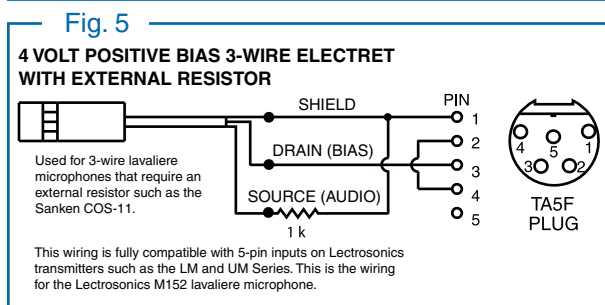 Fig. 5
4 VOLT POSITIVE BIAS 3-WIRE ELECTRET
WITH EXTERNAL RESISTOR
SHIELD
PIN
1
2
DRAIN (BIAS)
3
SOURCE (AUDIO)
4
1 k
5
Used for 3-wire lavaliere
microphones that require an
external resistor such as the
Sanken COS-11.
4
5
1
3
2
TA5F
PLUG
This wiring is fully compatible with 5-pin inputs on Lectrosonics
transmitters such as the LM and UM Series. This is the wiring
for the Lectrosonics M152 lavaliere microphone.